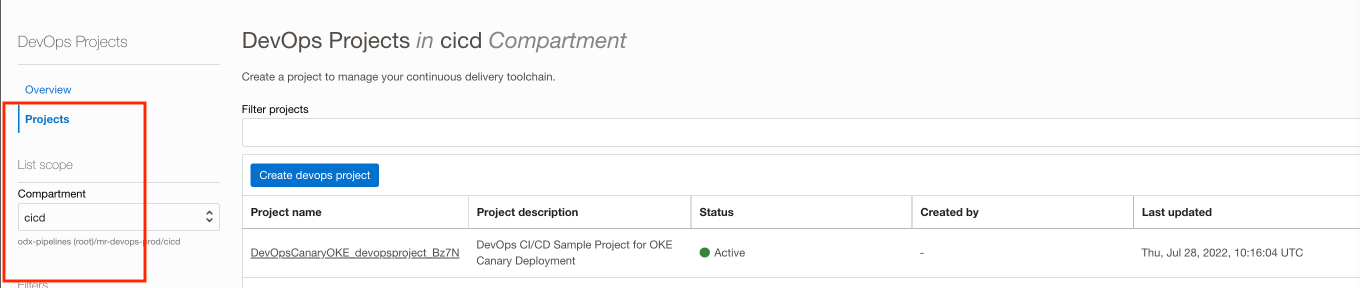 DevOps Projects
Overview
Projects
List scope
Compartment
cicd
odx-pipelines (root)/mr-devops-prod/cicd
Filters
DevOps Projects in cicd Compartment
Create a project to manage your continuous delivery toolchain.
Filter projects
Create devops project
Project name Project description Status Created by Last updated
DevOpsCanaryOKE_devopsproject_Bz7N DevOps CI/CD Sample Project for OKE Active - Thu, Jul 28, 2022, 10:16:04 UTC
Canary Deployment